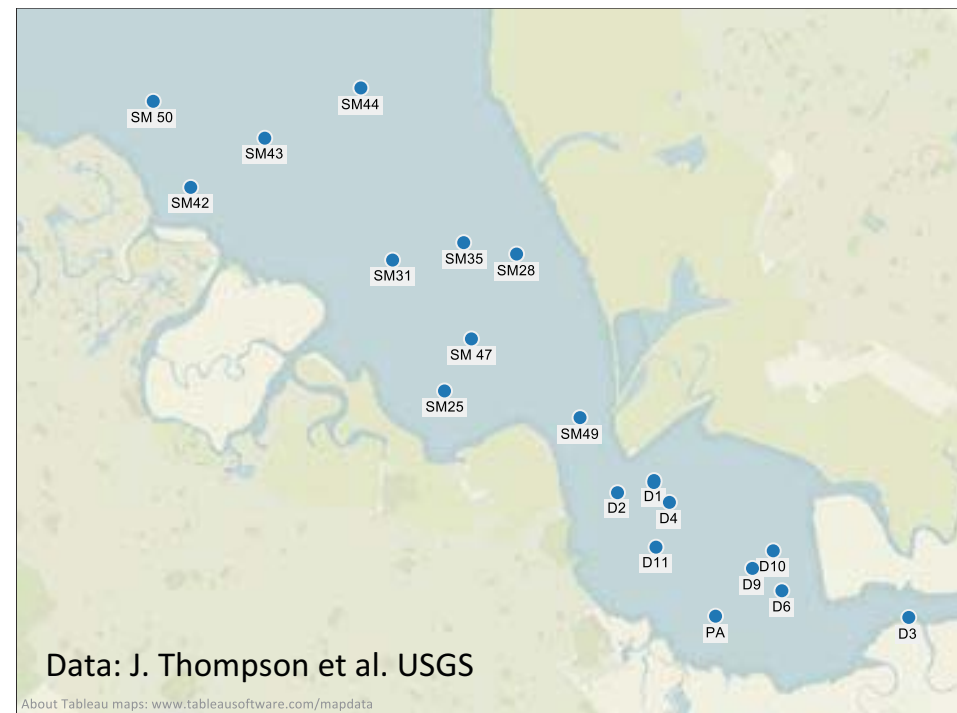 SM44
SM 50
SM43
SM42
SM35
SM28
SM31
SM 47
SM25
SM49
D1
D2
D4
D11
D10
D9
D6
PA
D3
Data: J. Thompson et al. USGS
About Tableau maps: www.tableausoftware.com/mapdata